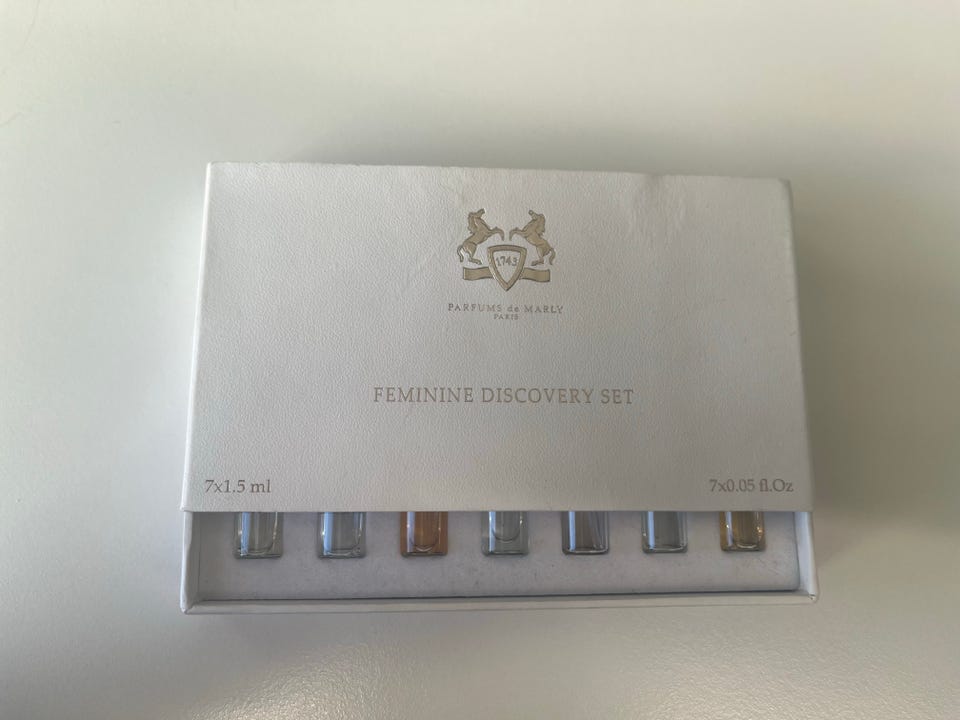 1743
PARFUMS de MARLY
PARIS
FEMININE DISCOVERY SET
7x1.5 ml
7x0.05 fl.Oz